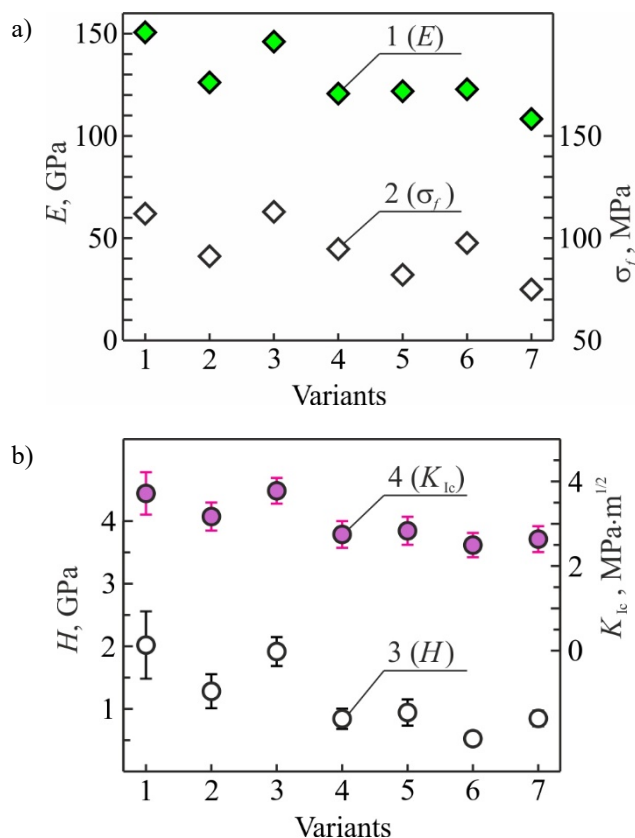 a)
150
100
50
0
E, GPa
1 (E)
2 (σf)
150
100
50
σf, MPa
1 2 3 4 5 6 7
Variants
b)
4
3
2
1
H, GPa
4 (KIc)
3 (H)
4
2
0
KIc, MPa·m1/2
1 2 3 4 5 6 7
Variants